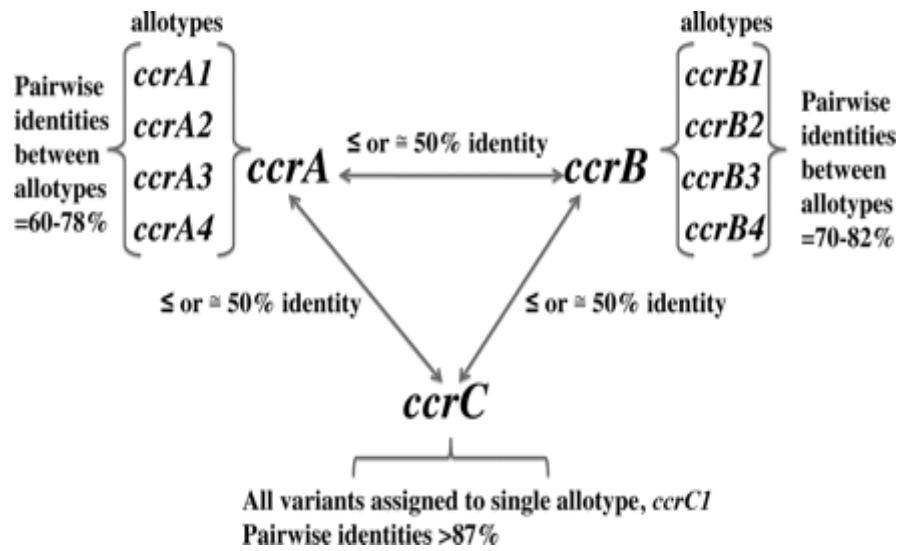 allotypes
Pairwise
identities
between
allotypes
=60-78%
ccrA1
ccrA2
ccrA3
ccrA4
ccrA
≦ or ≅ 50% identity
ccrB
allotypes
ccrB1
ccrB2
ccrB3
ccrB4
Pairwise
identities
between
allotypes
=70-82%
≦ or ≅ 50% identity
≦ or ≅ 50% identity
ccrC
All variants assigned to single allotype, ccrC1
Pairwise identities >87%